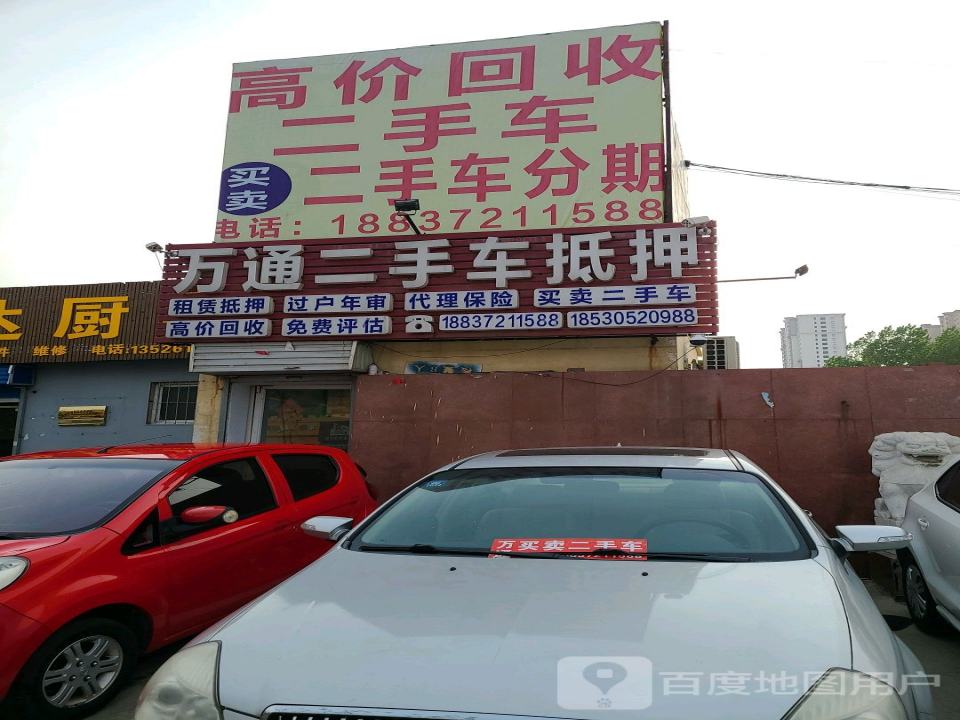 高价回收
二手车
买卖
二手车分期
电话：18837211588
万通二手车抵押
租赁抵押 过户年审 代理保险 买卖二手车
高价回收 免费评估 ☎ 18837211588 18530520988
厨
维修 电话:13526
万买卖二手车
百度地图用户